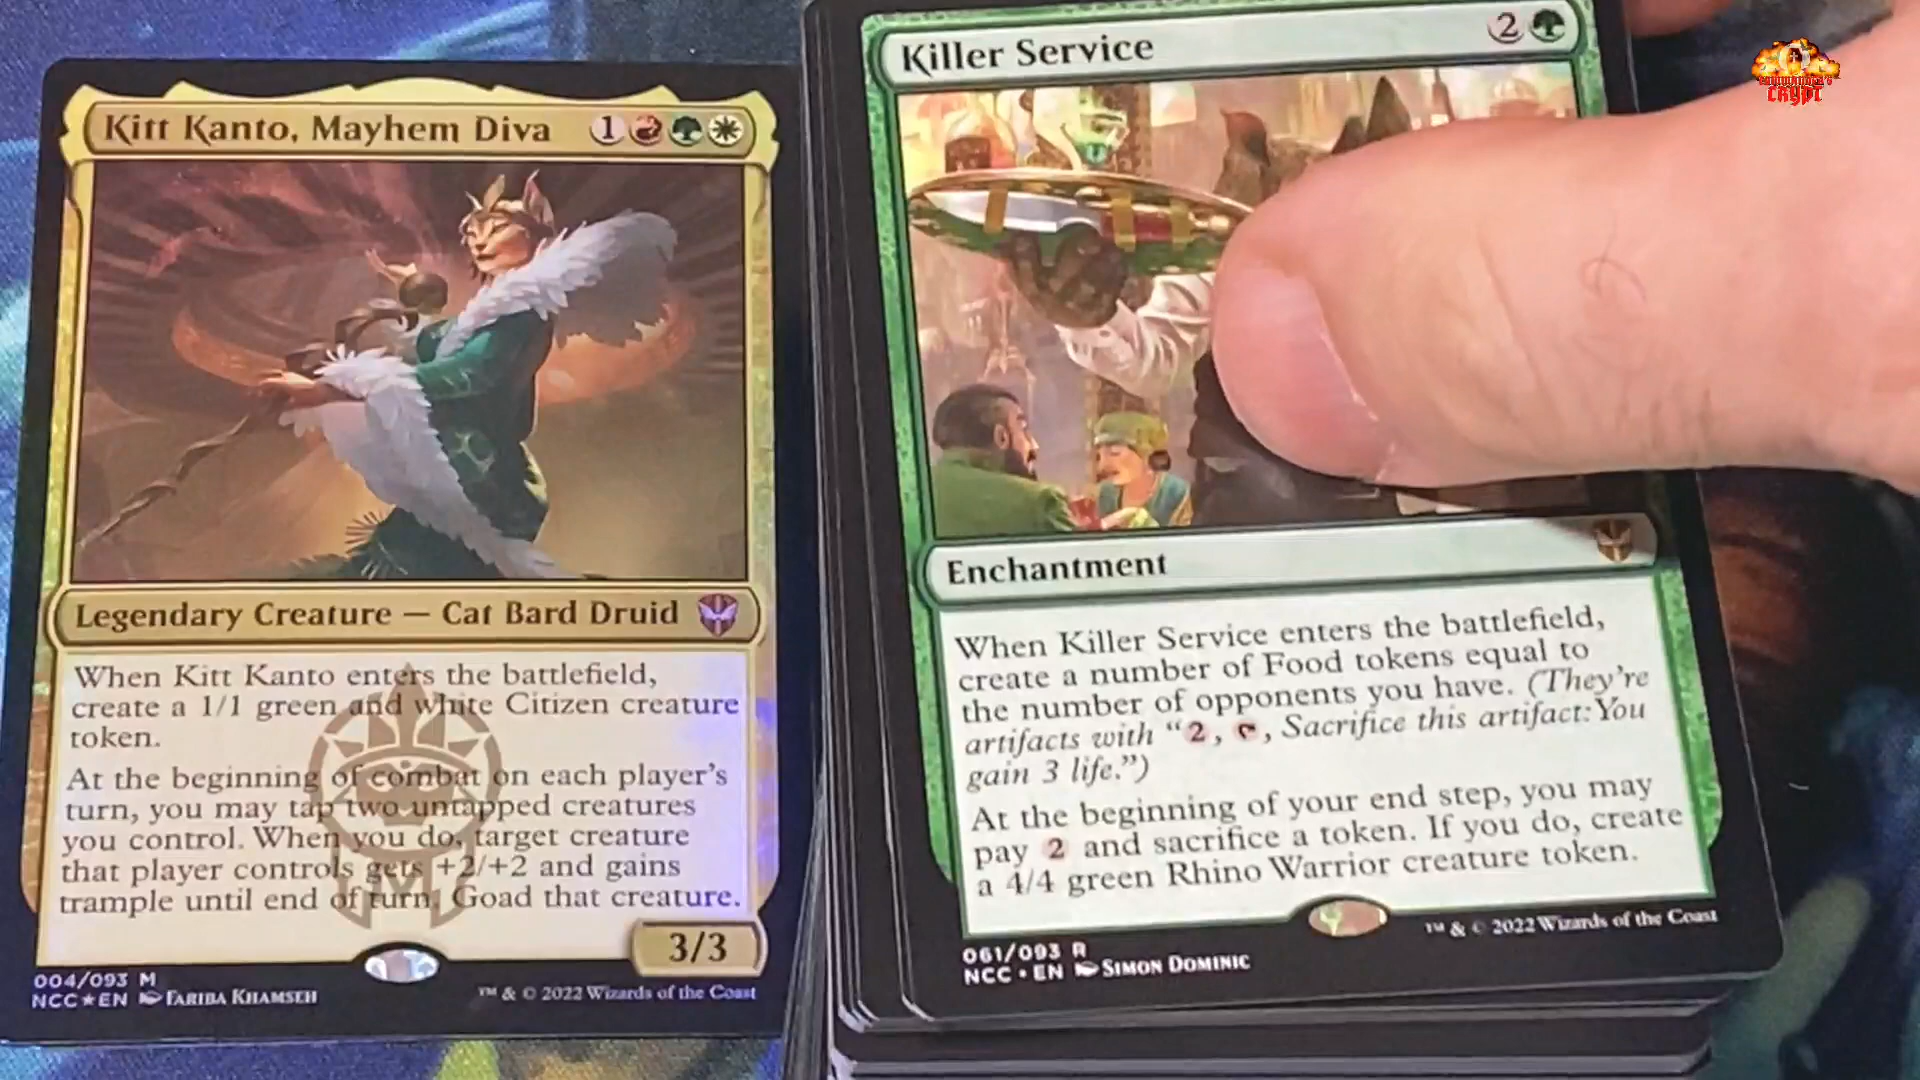 Kitt Kanto, Mayhem Diva 1
Legendary Creature — Cat Bard Druid
When Kitt Kanto enters the battlefield,
create a 1/1 green and white Citizen creature
token.
At the beginning of combat on each player's
turn, you may tap two untapped creatures
you control. When you do, target creature
that player controls gets +2/+2 and gains
trample until end of turn. Goad that creature.
3/3
004/093 M
NCC★EN FARIBA KHAMSEH
™ & © 2022 Wizards of the Coast
Killer Service 2
Enchantment
When Killer Service enters the battlefield,
create a number of Food tokens equal to
the number of opponents you have. (They're
artifacts with “2, , Sacrifice this artifact: You
gain 3 life.”)
At the beginning of your end step, you may
pay 2 and sacrifice a token. If you do, create
a 4/4 green Rhino Warrior creature token.
061/093 R
NCC • EN SIMON DOMINIC
™ & © 2022 Wizards of the Coast
COMMANDER'S
CRYPT